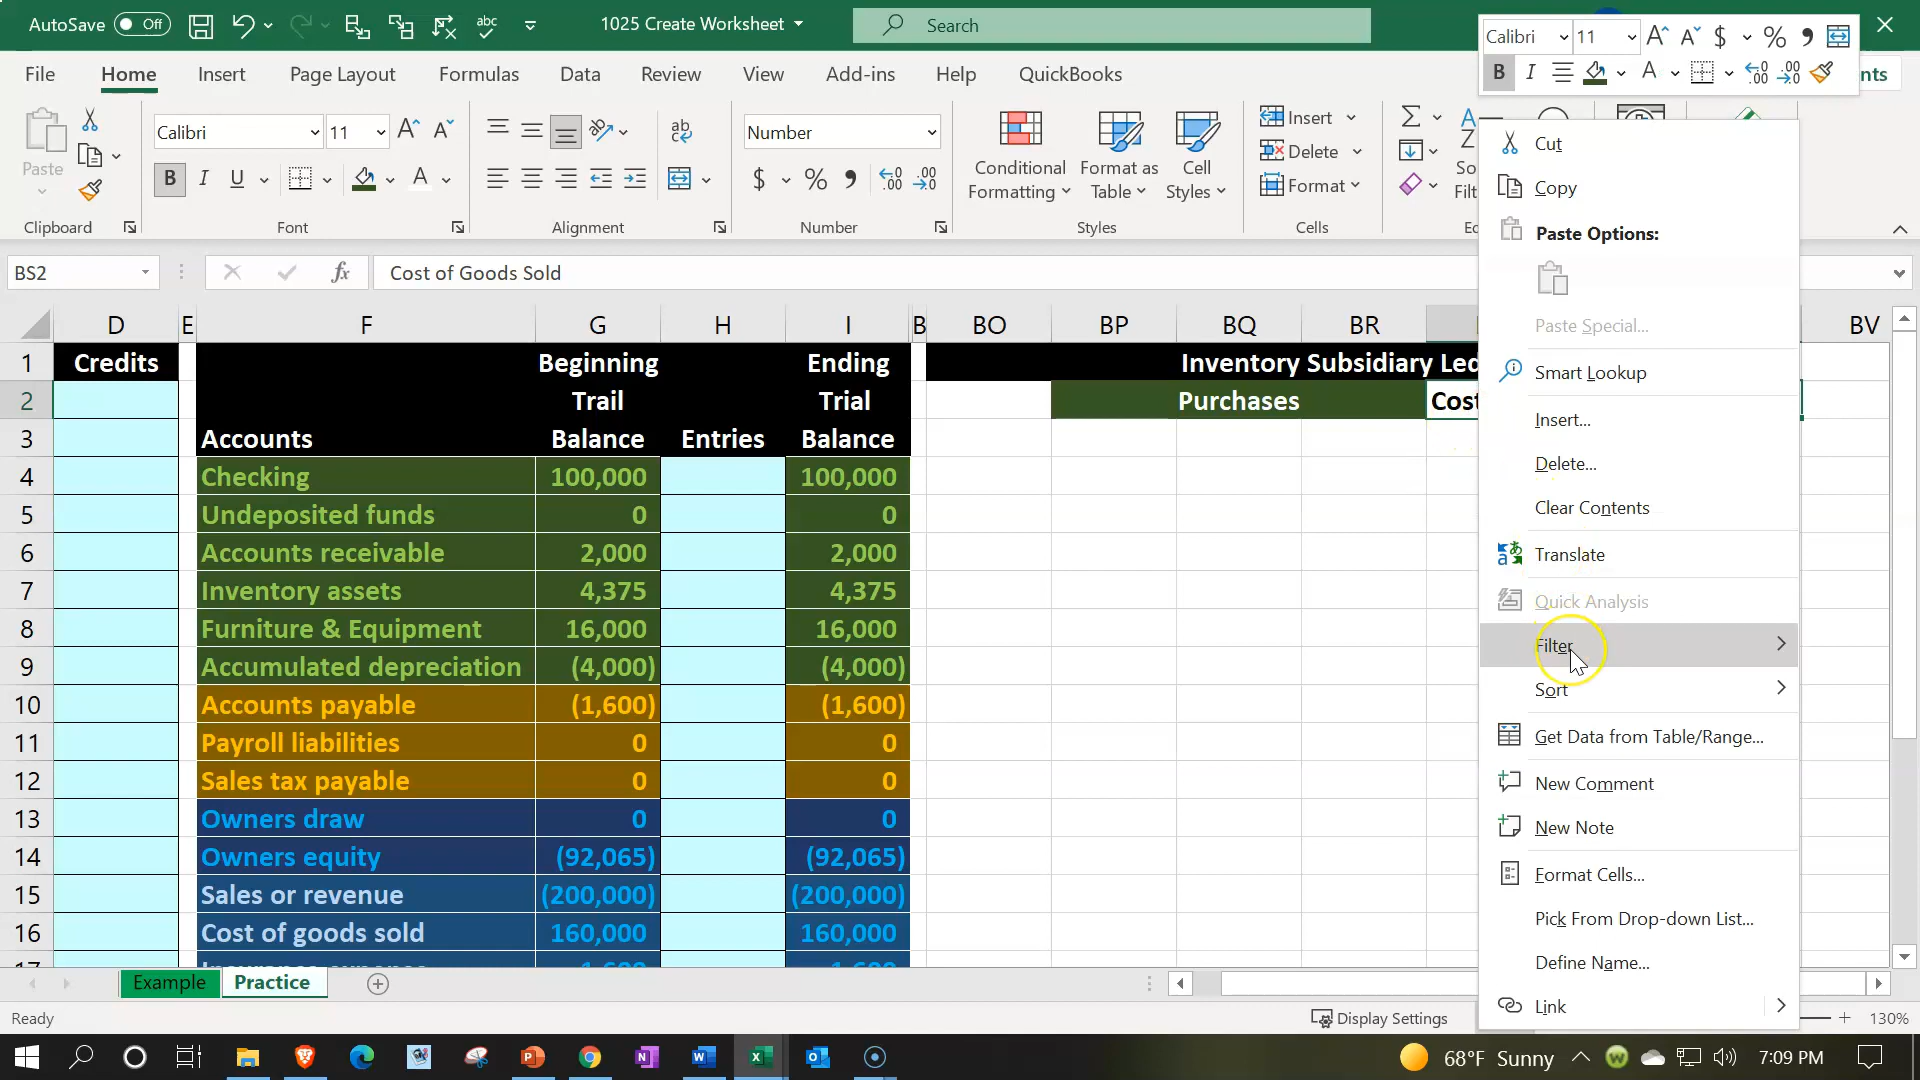 AutoSave Off
1025 Create Worksheet
Search
File Home Insert Page Layout Formulas Data Review View Add-ins Help QuickBooks
Calibri 11
Paste
Calibri 11
ab
Number
Conditional Formatting
Format as Table
Cell Styles
Insert
Delete
Format
Clipboard Font Alignment Number Styles Cells
BS2
fx
Cost of Goods Sold
D E F G H I B BO BP BQ BR BV
1 Credits Beginning Ending Inventory Subsidiary Led
2 Trail Trial Purchases Cost
3 Accounts Balance Entries Balance
4 Checking 100,000 100,000
5 Undeposited funds 0 0
6 Accounts receivable 2,000 2,000
7 Inventory assets 4,375 4,375
8 Furniture & Equipment 16,000 16,000
9 Accumulated depreciation (4,000) (4,000)
10 Accounts payable (1,600) (1,600)
11 Payroll liabilities 0 0
12 Sales tax payable 0 0
13 Owners draw 0 0
14 Owners equity (92,065) (92,065)
15 Sales or revenue (200,000) (200,000)
16 Cost of goods sold 160,000 160,000
Cut
Copy
Paste Options:
Paste Special...
Smart Lookup
Insert...
Delete...
Clear Contents
Translate
Quick Analysis
Filter
Sort
Get Data from Table/Range...
New Comment
New Note
Format Cells...
Pick From Drop-down List...
Define Name...
Link
Example Practice
Ready
Display Settings
130%
68°F Sunny
7:09 PM